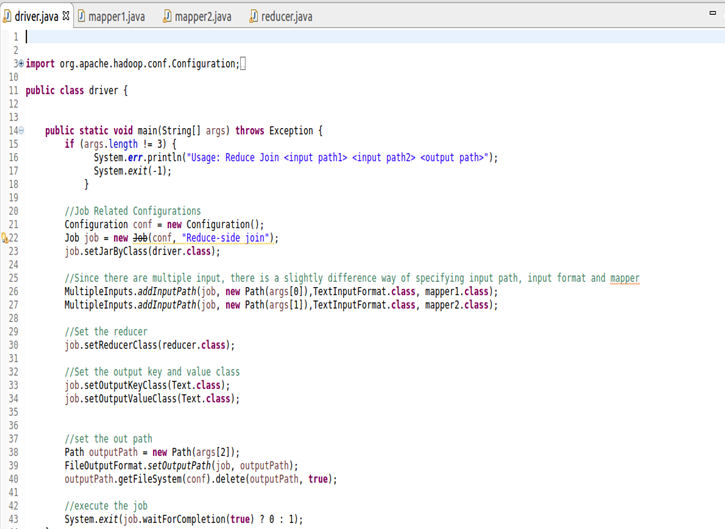 driver.java mapper1.java mapper2.java reducer.java
1
2
3 import org.apache.hadoop.conf.Configuration;
10
11 public class driver {
12
13
14 public static void main(String[] args) throws Exception {
15 if (args.length != 3) {
16 System.err.println("Usage: Reduce Join <input path1> <input path2> <output path>");
17 System.exit(-1);
18 }
19
20 //Job Related Configurations
21 Configuration conf = new Configuration();
22 Job job = new Job(conf, "Reduce-side join");
23 job.setJarByClass(driver.class);
24
25 //Since there are multiple input, there is a slightly difference way of specifying input path, input format and mapper
26 MultipleInputs.addInputPath(job, new Path(args[0]),TextInputFormat.class, mapper1.class);
27 MultipleInputs.addInputPath(job, new Path(args[1]),TextInputFormat.class, mapper2.class);
28
29 //Set the reducer
30 job.setReducerClass(reducer.class);
31
32 //Set the output key and value class
33 job.setOutputKeyClass(Text.class);
34 job.setOutputValueClass(Text.class);
35
36
37 //set the out path
38 Path outputPath = new Path(args[2]);
39 FileOutputFormat.setOutputPath(job, outputPath);
40 outputPath.getFileSystem(conf).delete(outputPath, true);
41
42 //execute the job
43 System.exit(job.waitForCompletion(true) ? 0 : 1);